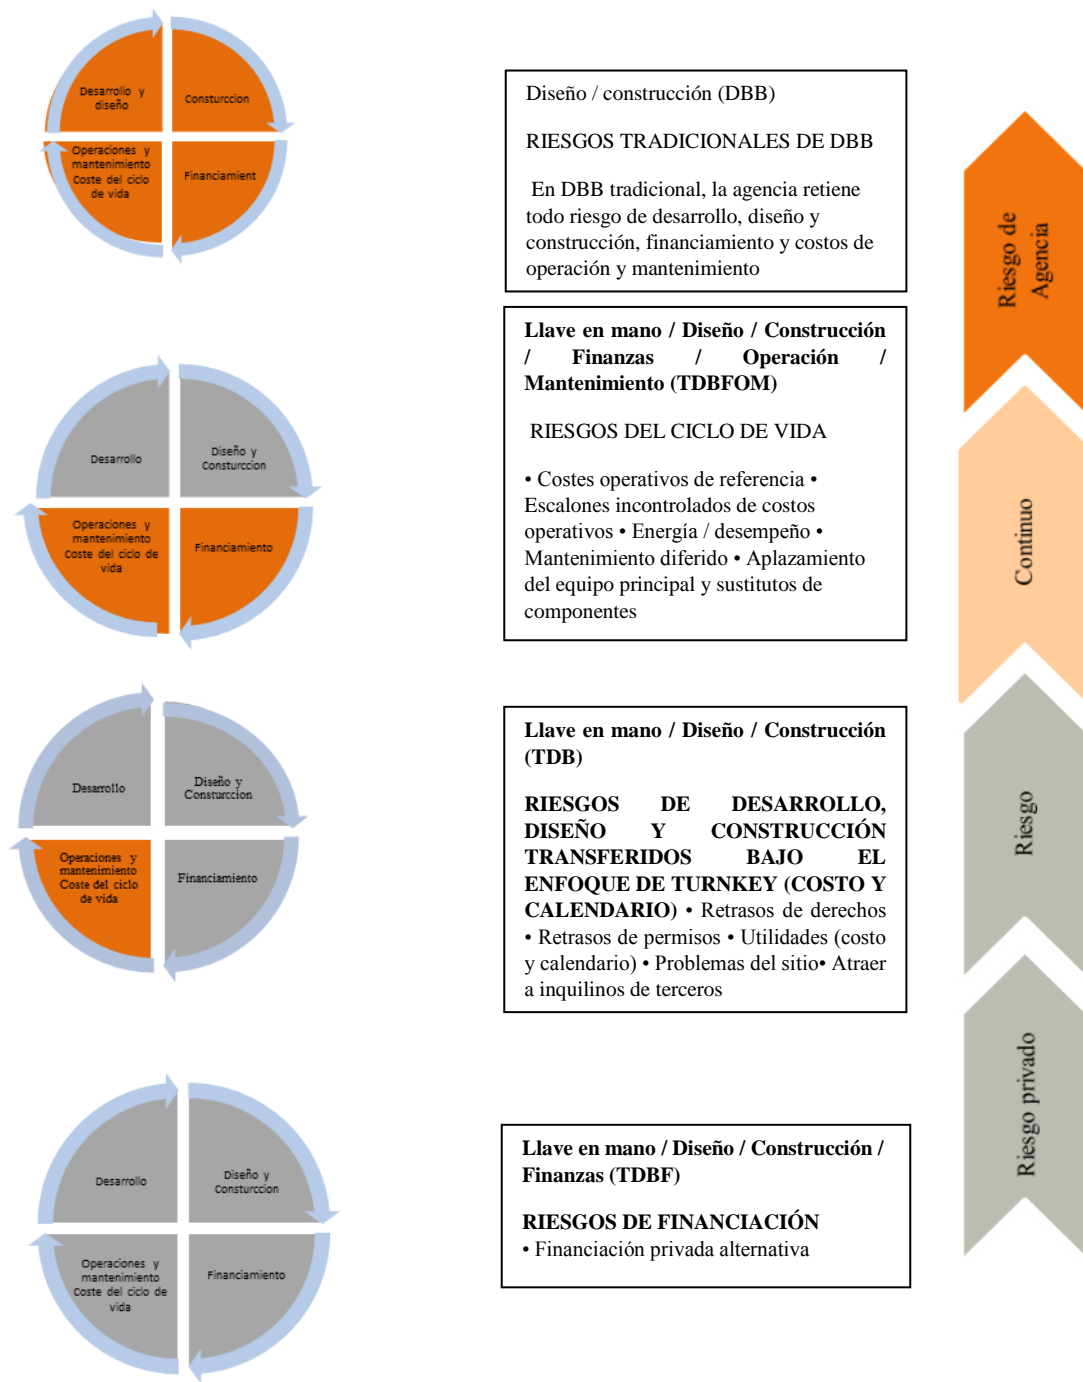 Desarrollo y
diseño
Consturccion
Operaciones y
mantenimiento
Coste del ciclo
de vida
Financiamient
Diseño / construcción (DBB)
RIESGOS TRADICIONALES DE DBB
En DBB tradicional, la agencia retiene
todo riesgo de desarrollo, diseño y
construcción, financiamiento y costos de
operación y mantenimiento
Desarrollo
Diseño y
Consturccion
Operaciones y
mantenimiento
Coste del ciclo de
vida
Financiamiento
Llave en mano / Diseño / Construcción
/ Finanzas / Operación /
Mantenimiento (TDBFOM)
RIESGOS DEL CICLO DE VIDA
• Costes operativos de referencia •
Escalones incontrolados de costos
operativos • Energía / desempeño •
Mantenimiento diferido • Aplazamiento
del equipo principal y sustitutos de
componentes
Desarrollo
Diseño y
Consturccion
Operaciones y
mantenimiento
Coste del ciclo
de vida
Financiamiento
Llave en mano / Diseño / Construcción
(TDB)
RIESGOS DE DESARROLLO,
DISEÑO Y CONSTRUCCIÓN
TRANSFERIDOS BAJO EL
ENFOQUE DE TURNKEY (COSTO Y
CALENDARIO) • Retrasos de derechos
• Retrasos de permisos • Utilidades (costo
y calendario) • Problemas del sitio• Atraer
a inquilinos de terceros
Desarrollo
Diseño y
Consturccion
Operaciones y
mantenimiento
Coste del ciclo de
vida
Financiamiento
Llave en mano / Diseño / Construcción /
Finanzas (TDBF)
RIESGOS DE FINANCIACIÓN
• Financiación privada alternativa
Riesgo de
Agencia
Continuo
Riesgo
Riesgo privado